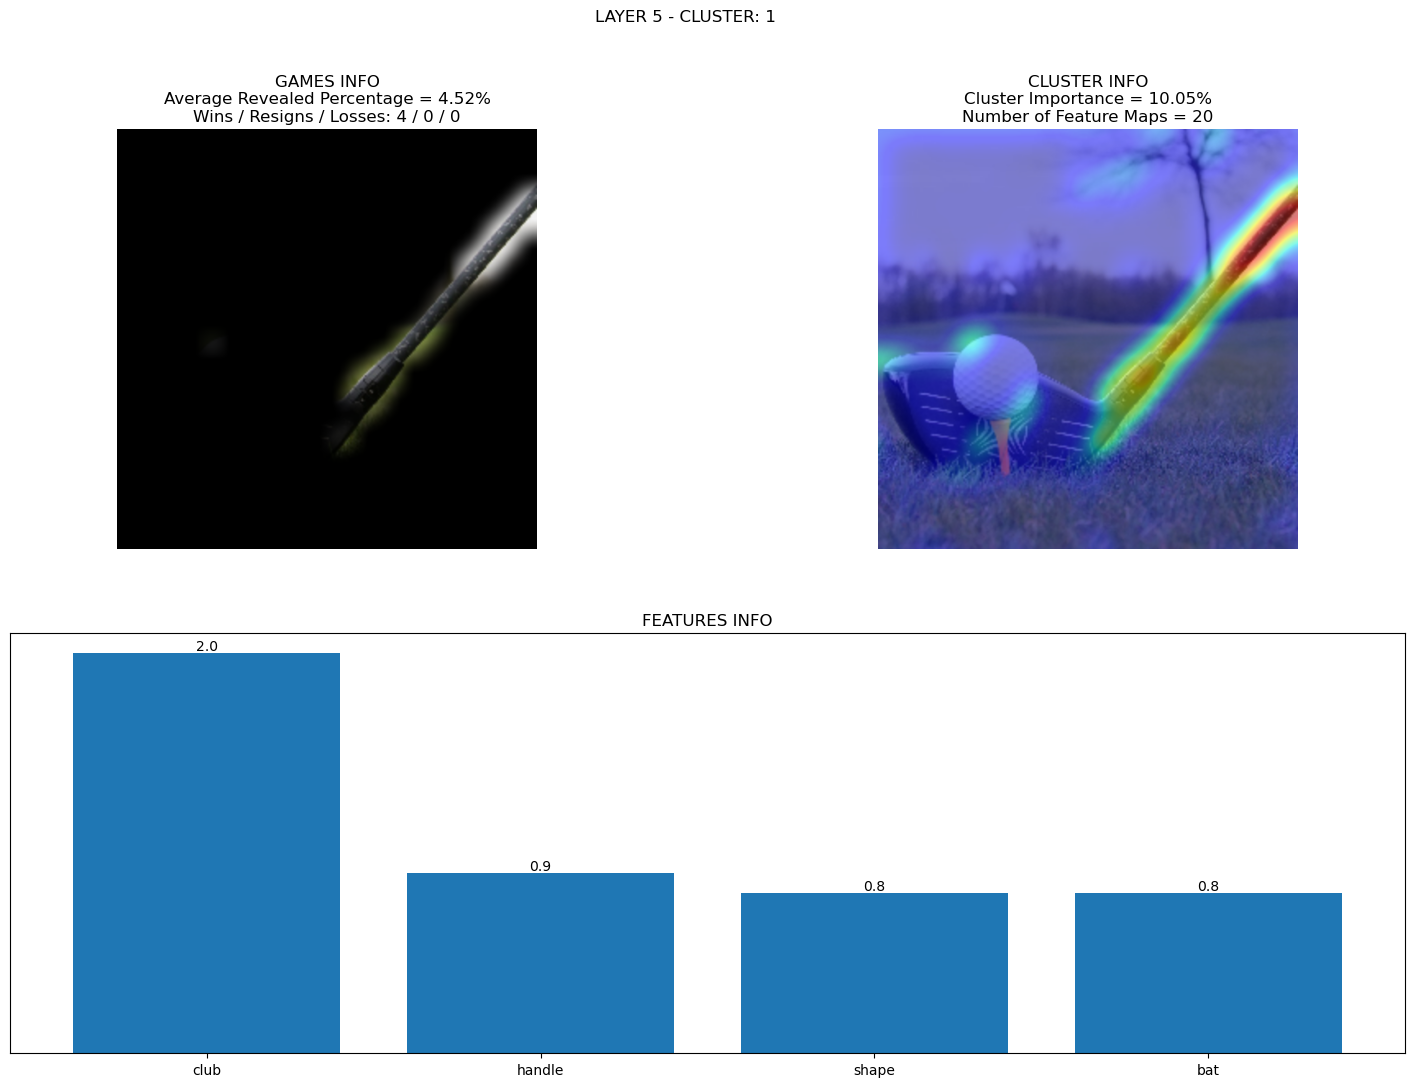 LAYER 5 - CLUSTER: 1
GAMES INFO
Average Revealed Percentage = 4.52%
Wins / Resigns / Losses: 4 / 0 / 0
CLUSTER INFO
Cluster Importance = 10.05%
Number of Feature Maps = 20
FEATURES INFO
2.0
0.9
0.8
0.8
club
handle
shape
bat